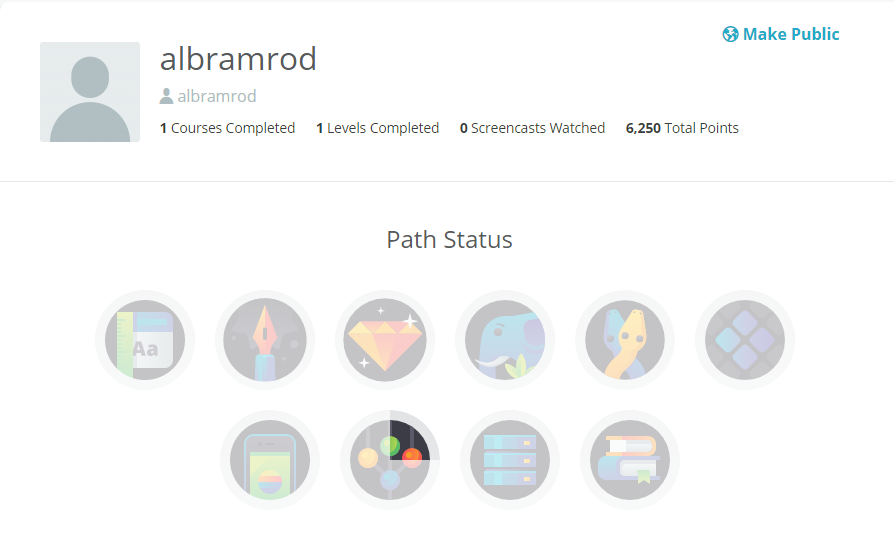 Make Public
albramrod
albramrod
1 Courses Completed 1 Levels Completed 0 Screencasts Watched 6,250 Total Points
Path Status
Aa